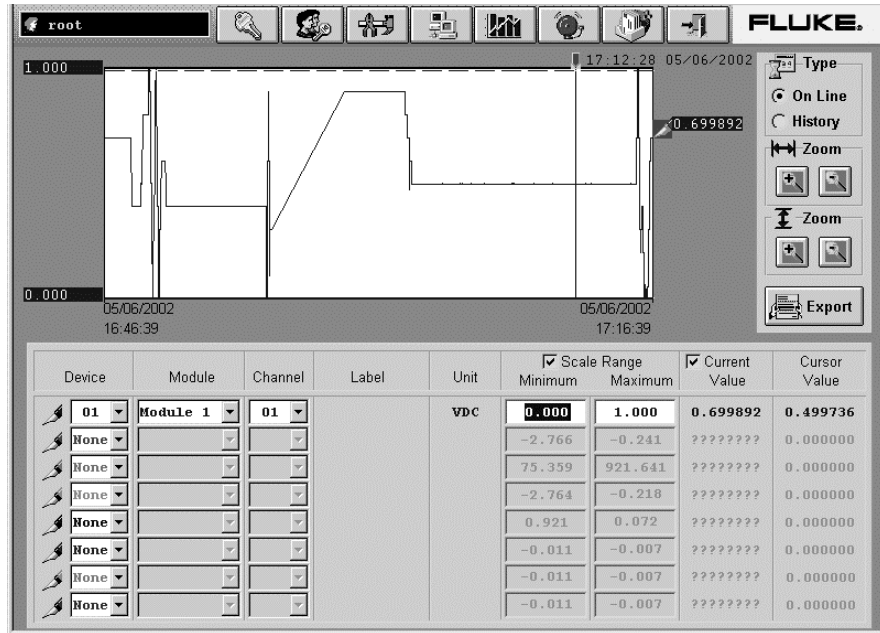 root
FLUKE®
17:12:28 05/06/2002
1.000
0.699892
0.000
05/06/2002
16:46:39
05/06/2002
17:16:39
Type
On Line
History
Zoom
Zoom
Export
Device Module Channel Label Unit Scale Range Minimum Maximum Current Value Cursor Value
01 Module 1 01 VDC 0.000 1.000 0.699892 0.499736
None -2.766 -0.241 ???????? 0.000000
None 75.359 921.641 ???????? 0.000000
None -2.764 -0.218 ???????? 0.000000
None 0.921 0.072 ???????? 0.000000
None -0.011 -0.007 ???????? 0.000000
None -0.011 -0.007 ???????? 0.000000
None -0.011 -0.007 ???????? 0.000000